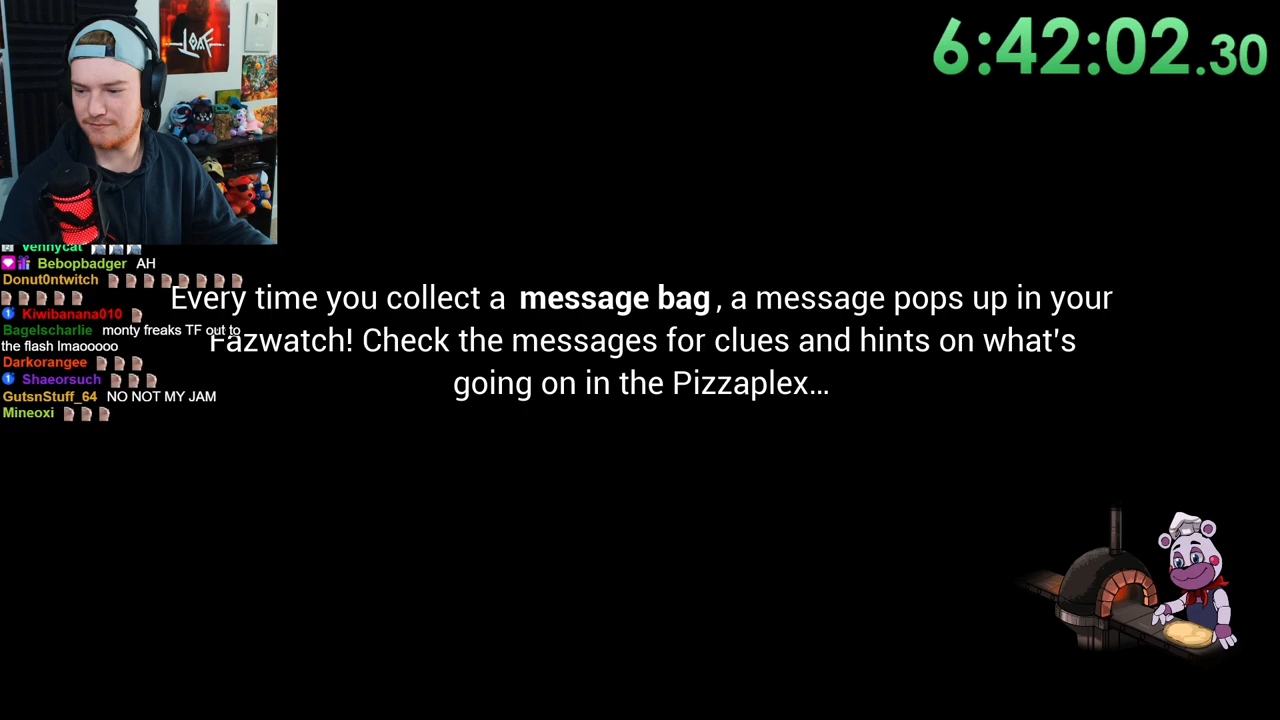 LOAF
6:42:02.30
vennycat
Bebopbadger AH
Donut0ntwitch
Every time you collect a message bag, a message pops up in your
Kiwibanana010
Bagelscharlie monty freaks TF out to
the flash lmaooooo
Fazwatch! Check the messages for clues and hints on what's
Darkorangee
Shaeorsuch
going on in the Pizzaplex...
GutsnStuff_64 NO NOT MY JAM
Mineoxi